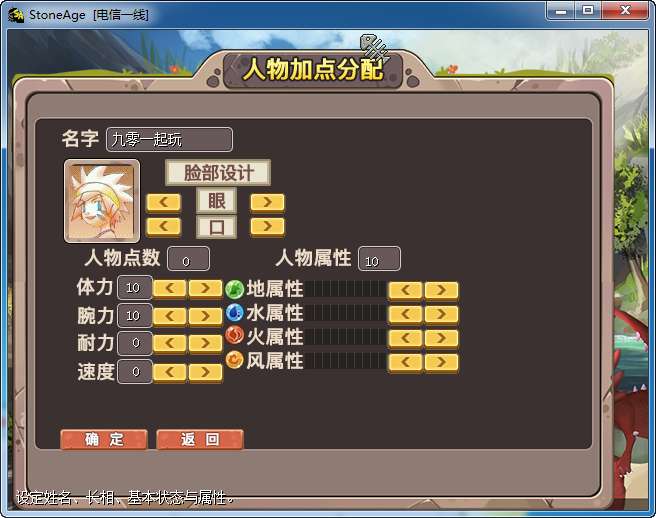 StoneAge [电信一线]
人物加点分配
名字 九零一起玩
脸部设计
眼
口
人物点数 0 人物属性 10
体力 10 地属性
腕力 10 水属性
耐力 0 火属性
速度 0 风属性
确定 返回
设定姓名、长相、基本状态与属性。